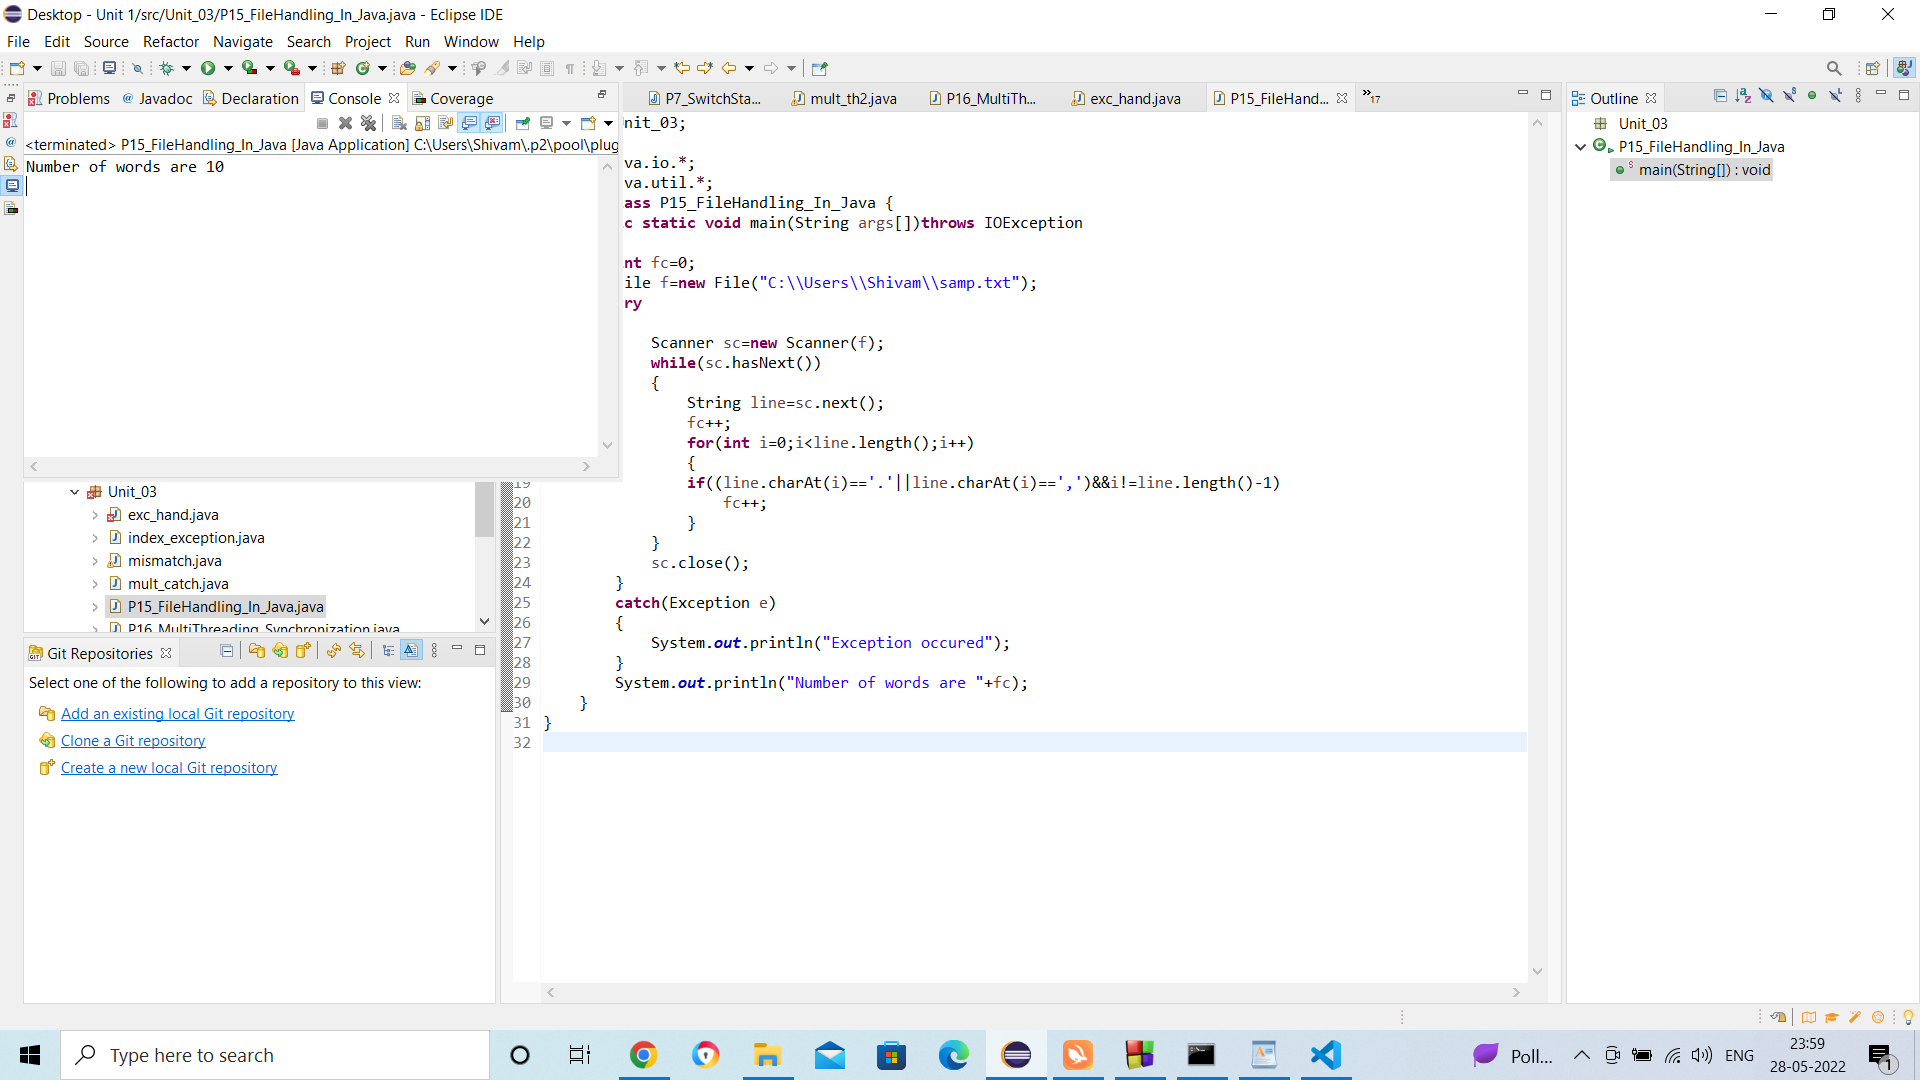 Desktop - Unit 1/src/Unit_03/P15_FileHandling_In_Java.java - Eclipse IDE
File Edit Source Refactor Navigate Search Project Run Window Help
Problems @ Javadoc Declaration Console Coverage
<terminated> P15_FileHandling_In_Java [Java Application] C:\Users\Shivam\.p2\pool\plug
Number of words are 10
P7_SwitchSta... mult_th2.java P16_MultiTh... exc_hand.java P15_FileHand... »17
nit_03;
va.io.*;
va.util.*;
ass P15_FileHandling_In_Java {
c static void main(String args[])throws IOException
nt fc=0;
ile f=new File("C:\\Users\\Shivam\\samp.txt");
ry
Scanner sc=new Scanner(f);
while(sc.hasNext())
{
String line=sc.next();
fc++;
for(int i=0;i<line.length();i++)
{
19 if((line.charAt(i)=='.'||line.charAt(i)==',')&&i!=line.length()-1)
20 fc++;
21 }
22 }
23 sc.close();
24 }
25 catch(Exception e)
26 {
27 System.out.println("Exception occured");
28 }
29 System.out.println("Number of words are "+fc);
30 }
31 }
32
Outline
Unit_03
P15_FileHandling_In_Java
main(String[]) : void
Unit_03
exc_hand.java
index_exception.java
mismatch.java
mult_catch.java
P15_FileHandling_In_Java.java
P16_MultiThreading_Synchronization.java
Git Repositories
Select one of the following to add a repository to this view:
Add an existing local Git repository
Clone a Git repository
Create a new local Git repository
Type here to search
Poll...
ENG
23:59
28-05-2022
1